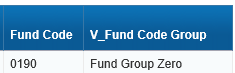 Fund Code V_Fund Code Group
0190 Fund Group Zero